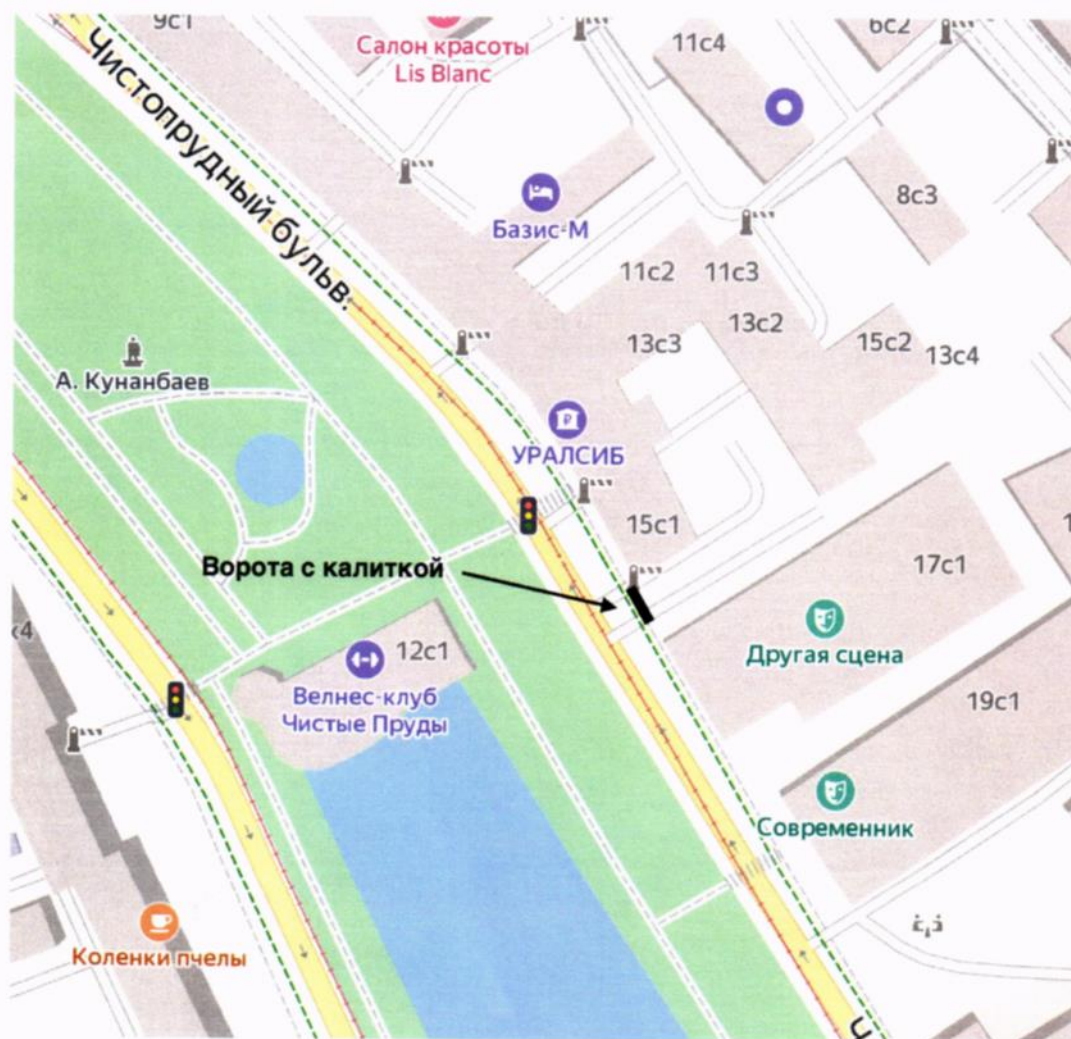 9с1
Салон красоты
Lis Blanc
11с4
6с2
Чистопрудный бульв.
Базис-М
8с3
11с2
11с3
13с2
13с3
15с2
13с4
А. Кунанбаев
УРАЛСИБ
15с1
Ворота с калиткой
17с1
12с1
Другая сцена
Велнес-клуб
Чистые Пруды
19с1
Современник
Коленки пчелы